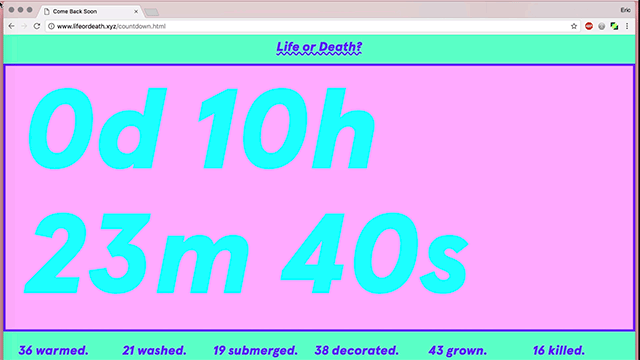 Come Back Soon
Eric
www.lifeordeath.xyz/countdown.html
Life or Death?
0d 10h
23m 40s
36 warmed. 21 washed. 19 submerged. 38 decorated. 43 grown. 16 killed.